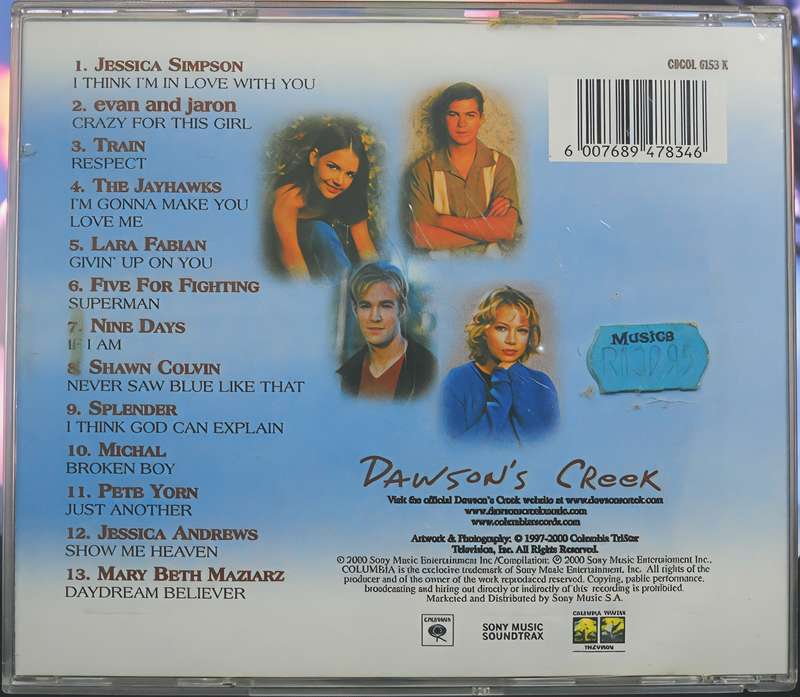 1. JESSICA SIMPSON
I THINK I'M IN LOVE WITH YOU
2. evan and jaron
CRAZY FOR THIS GIRL
3. TRAIN
RESPECT
4. THE JAYHAWKS
I'M GONNA MAKE YOU
LOVE ME
5. LARA FABIAN
GIVIN' UP ON YOU
6. FIVE FOR FIGHTING
SUPERMAN
7. NINE DAYS
IF I AM
8. SHAWN COLVIN
NEVER SAW BLUE LIKE THAT
9. SPLENDER
I THINK GOD CAN EXPLAIN
10. MICHAL
BROKEN BOY
11. PETE YORN
JUST ANOTHER
12. JESSICA ANDREWS
SHOW ME HEAVEN
13. MARY BETH MAZIARZ
DAYDREAM BELIEVER
CDCOL 6153 K
6 007689 478346
MUSICA
DAWSON'S CREEK
Visit the official Dawson's Creek website at www.dawsonscreek.com
www.dawsonscreekmusic.com
www.columbiarecords.com
Artwork & Photography: © 1997-2000 Columbia TriStar
Television, Inc. All Rights Reserved.
© 2000 Sony Music Entertainment Inc./Compilation: ℗ 2000 Sony Music Entertainment Inc.,
COLUMBIA is the exclusive trademark of Sony Music Entertainment, Inc. All rights of the
producer and of the owner of the work reproduced reserved. Copying, public performance,
broadcasting and hiring out directly or indirectly of this recording is prohibited.
Marketed and Distributed by Sony Music S.A.
COLUMBIA
SONY MUSIC
SOUNDTRAX
COLUMBIA TRISTAR
TELEVISION